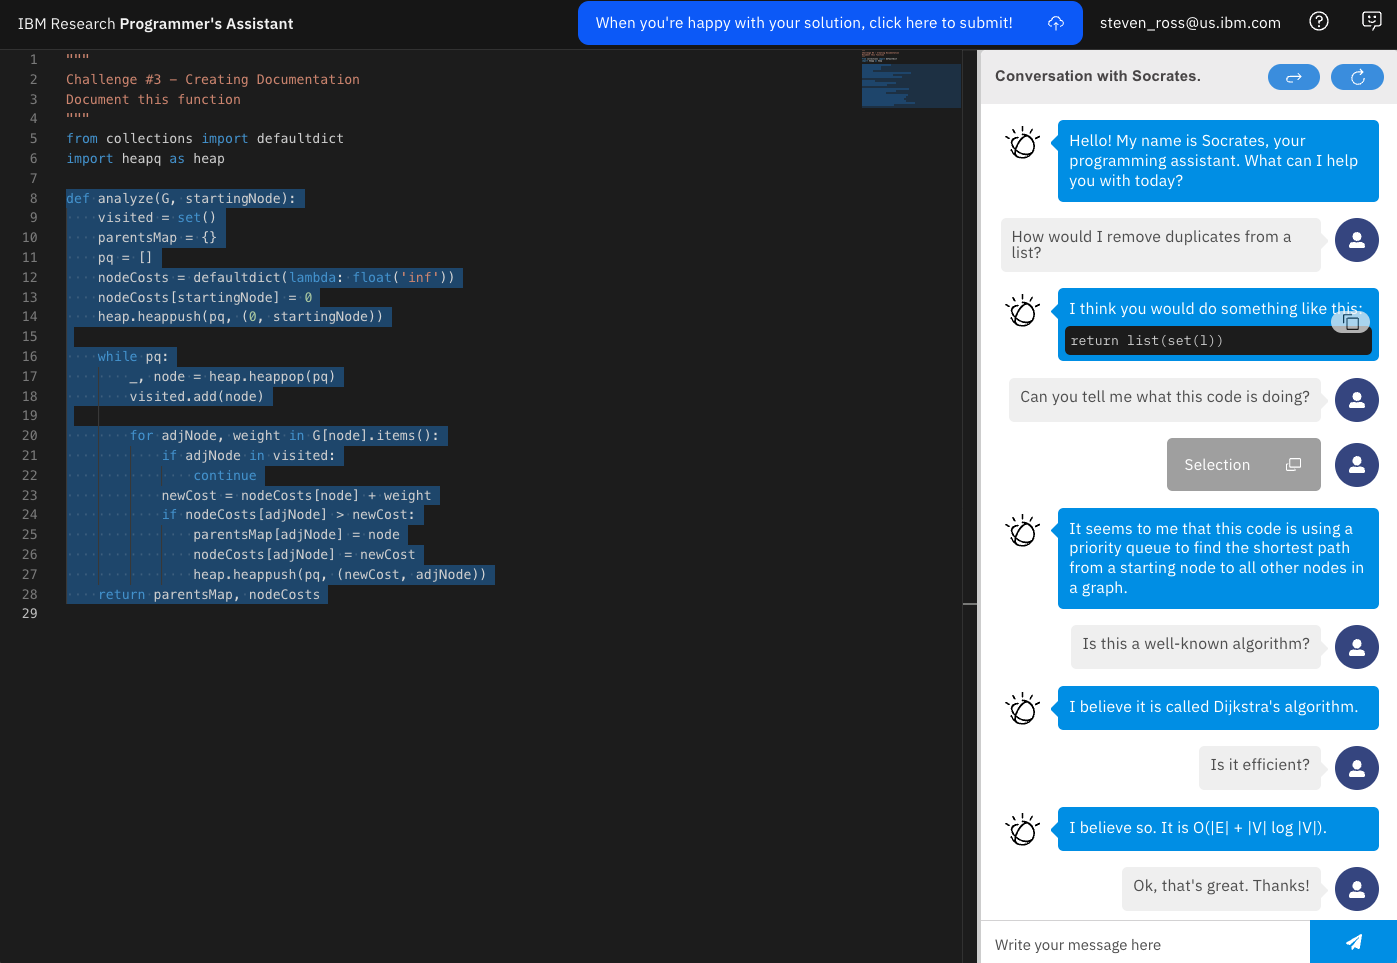 IBM Research Programmer's Assistant
When you're happy with your solution, click here to submit!
steven_ross@us.ibm.com
1 """
2 Challenge #3 - Creating Documentation
3 Document this function
4 """
5 from collections import defaultdict
6 import heapq as heap
7
8 def analyze(G, startingNode):
9     visited = set()
10     parentsMap = {}
11     pq = []
12     nodeCosts = defaultdict(lambda: float('inf'))
13     nodeCosts[startingNode] = 0
14     heap.heappush(pq, (0, startingNode))
15
16     while pq:
17         _, node = heap.heappop(pq)
18         visited.add(node)
19
20         for adjNode, weight in G[node].items():
21             if adjNode in visited:
22                 continue
23             newCost = nodeCosts[node] + weight
24             if nodeCosts[adjNode] > newCost:
25                 parentsMap[adjNode] = node
26                 nodeCosts[adjNode] = newCost
27                 heap.heappush(pq, (newCost, adjNode))
28     return parentsMap, nodeCosts
29
Conversation with Socrates.
Hello! My name is Socrates, your
programming assistant. What can I help
you with today?
How would I remove duplicates from a
list?
I think you would do something like this:
return list(set(l))
Can you tell me what this code is doing?
Selection
It seems to me that this code is using a
priority queue to find the shortest path
from a starting node to all other nodes in
a graph.
Is this a well-known algorithm?
I believe it is called Dijkstra's algorithm.
Is it efficient?
I believe so. It is O(|E| + |V| log |V|).
Ok, that's great. Thanks!
Write your message here